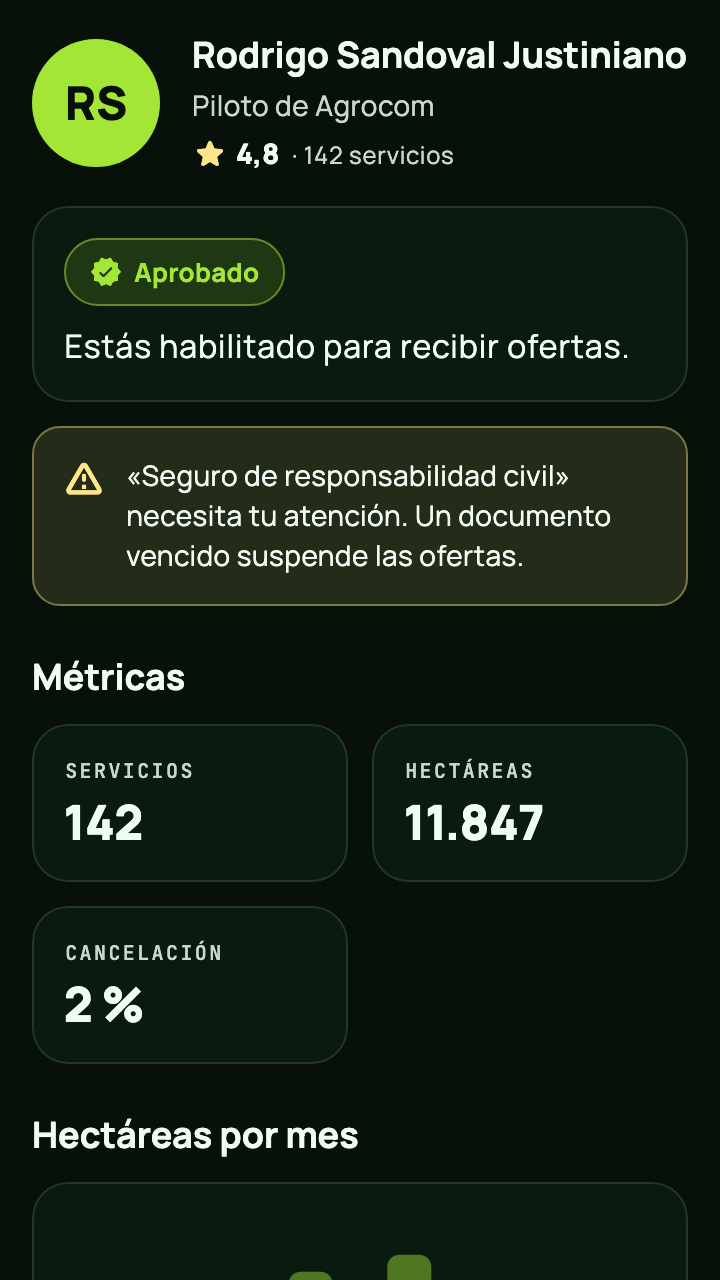 RS
Rodrigo Sandoval Justiniano
Piloto de Agrocom
4,8 · 142 servicios
Aprobado
Estás habilitado para recibir ofertas.
«Seguro de responsabilidad civil»
necesita tu atención. Un documento
vencido suspende las ofertas.
Métricas
SERVICIOS
142
HECTÁREAS
11.847
CANCELACIÓN
2 %
Hectáreas por mes